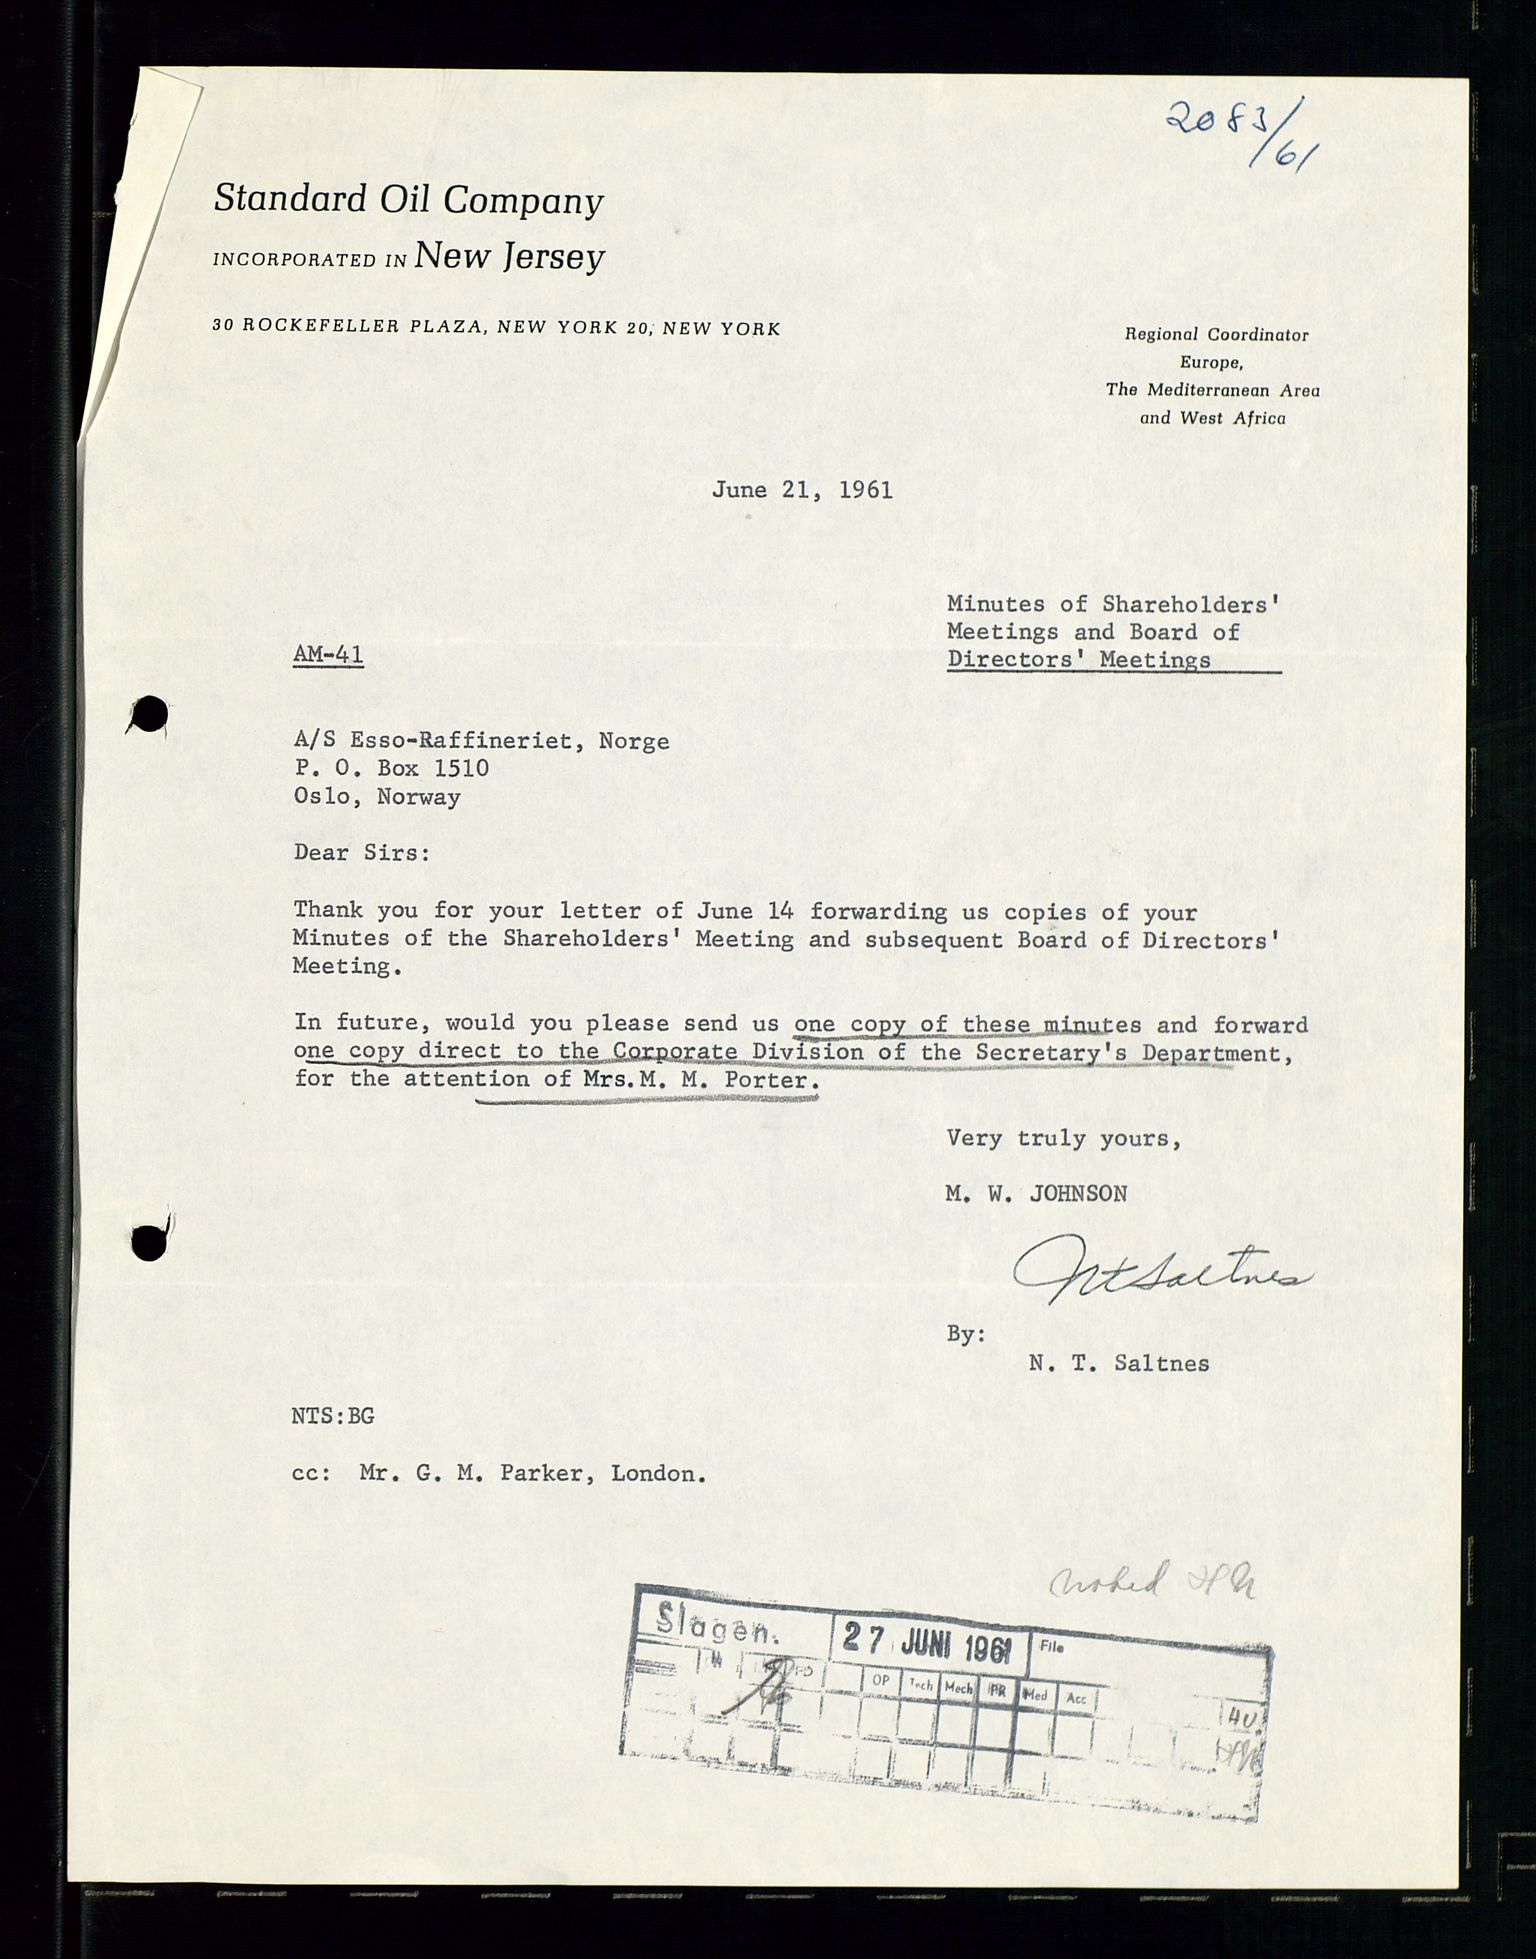 2083/61
Standard Oil Company
INCORPORATED IN New Jersey
30 ROCKEFELLER PLAZA, NEW YORK 20, NEW YORK
Regional Coordinator
Europe,
The Mediterranean Area
and West Africa
June 21, 1961
Minutes of Shareholders'
Meetings and Board of
Directors' Meetings
AM-41
A/S Esso-Raffineriet, Norge
P. O. Box 1510
Oslo, Norway
Dear Sirs:
Thank you for your letter of June 14 forwarding us copies of your
Minutes of the Shareholders' Meeting and subsequent Board of Directors'
Meeting.
In future, would you please send us one copy of these minutes and forward
one copy direct to the Corporate Division of the Secretary's Department,
for the attention of Mrs.M. M. Porter.
Very truly yours,
M. W. JOHNSON
NTSaltnes
By:
N. T. Saltnes
NTS:BG
cc: Mr. G. M. Parker, London.
noted
Slagen. 27 JUNI 1961 File
OP Tech Mech PR Med Acc